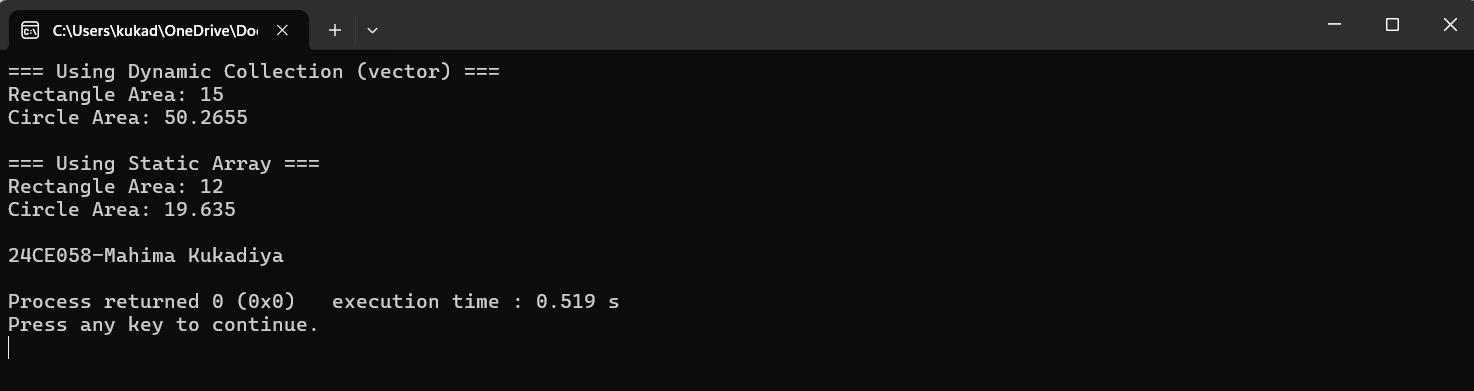 C:\Users\kukad\OneDrive\Do
=== Using Dynamic Collection (vector) ===
Rectangle Area: 15
Circle Area: 50.2655
=== Using Static Array ===
Rectangle Area: 12
Circle Area: 19.635
24CE058-Mahima Kukadiya
Process returned 0 (0x0)   execution time : 0.519 s
Press any key to continue.